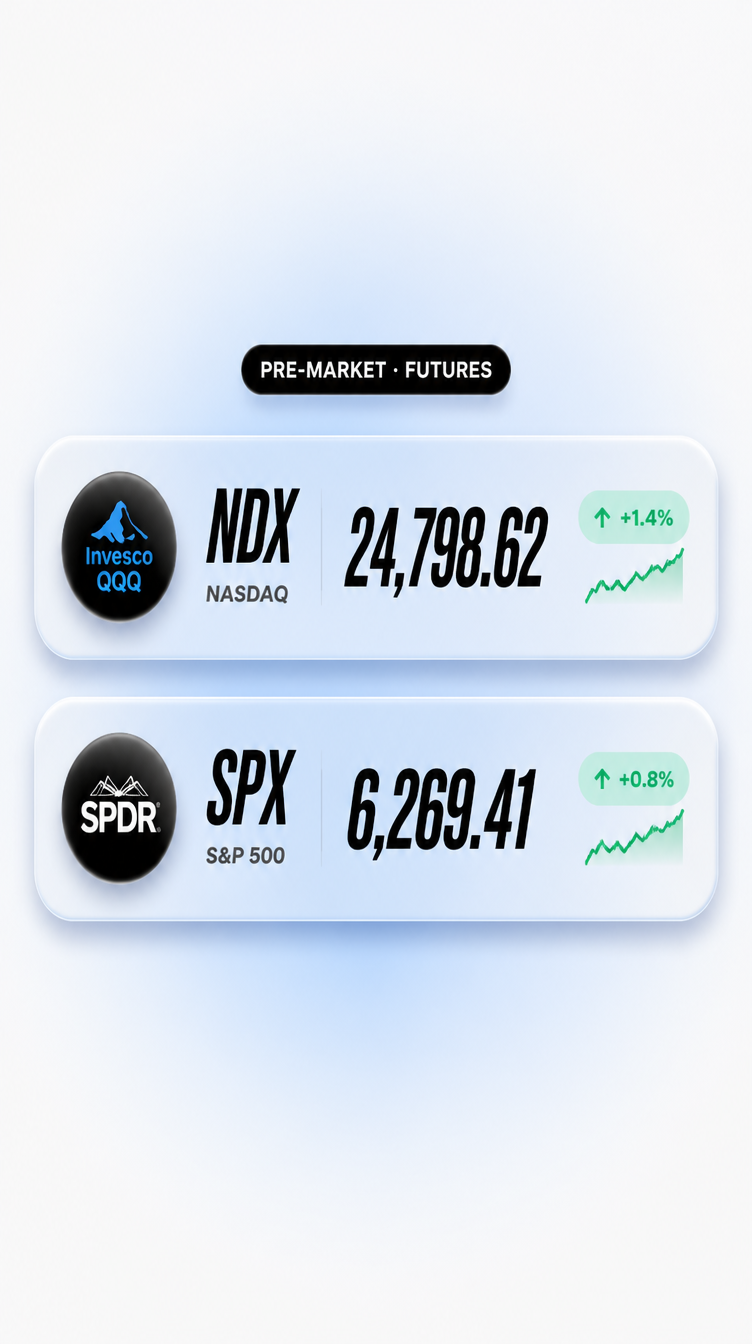 PRE-MARKET · FUTURES
Invesco
QQQ
NDX
NASDAQ
24,798.62
↑ +1.4%
SPDR®
SPX
S&P 500
6,269.41
↑ +0.8%